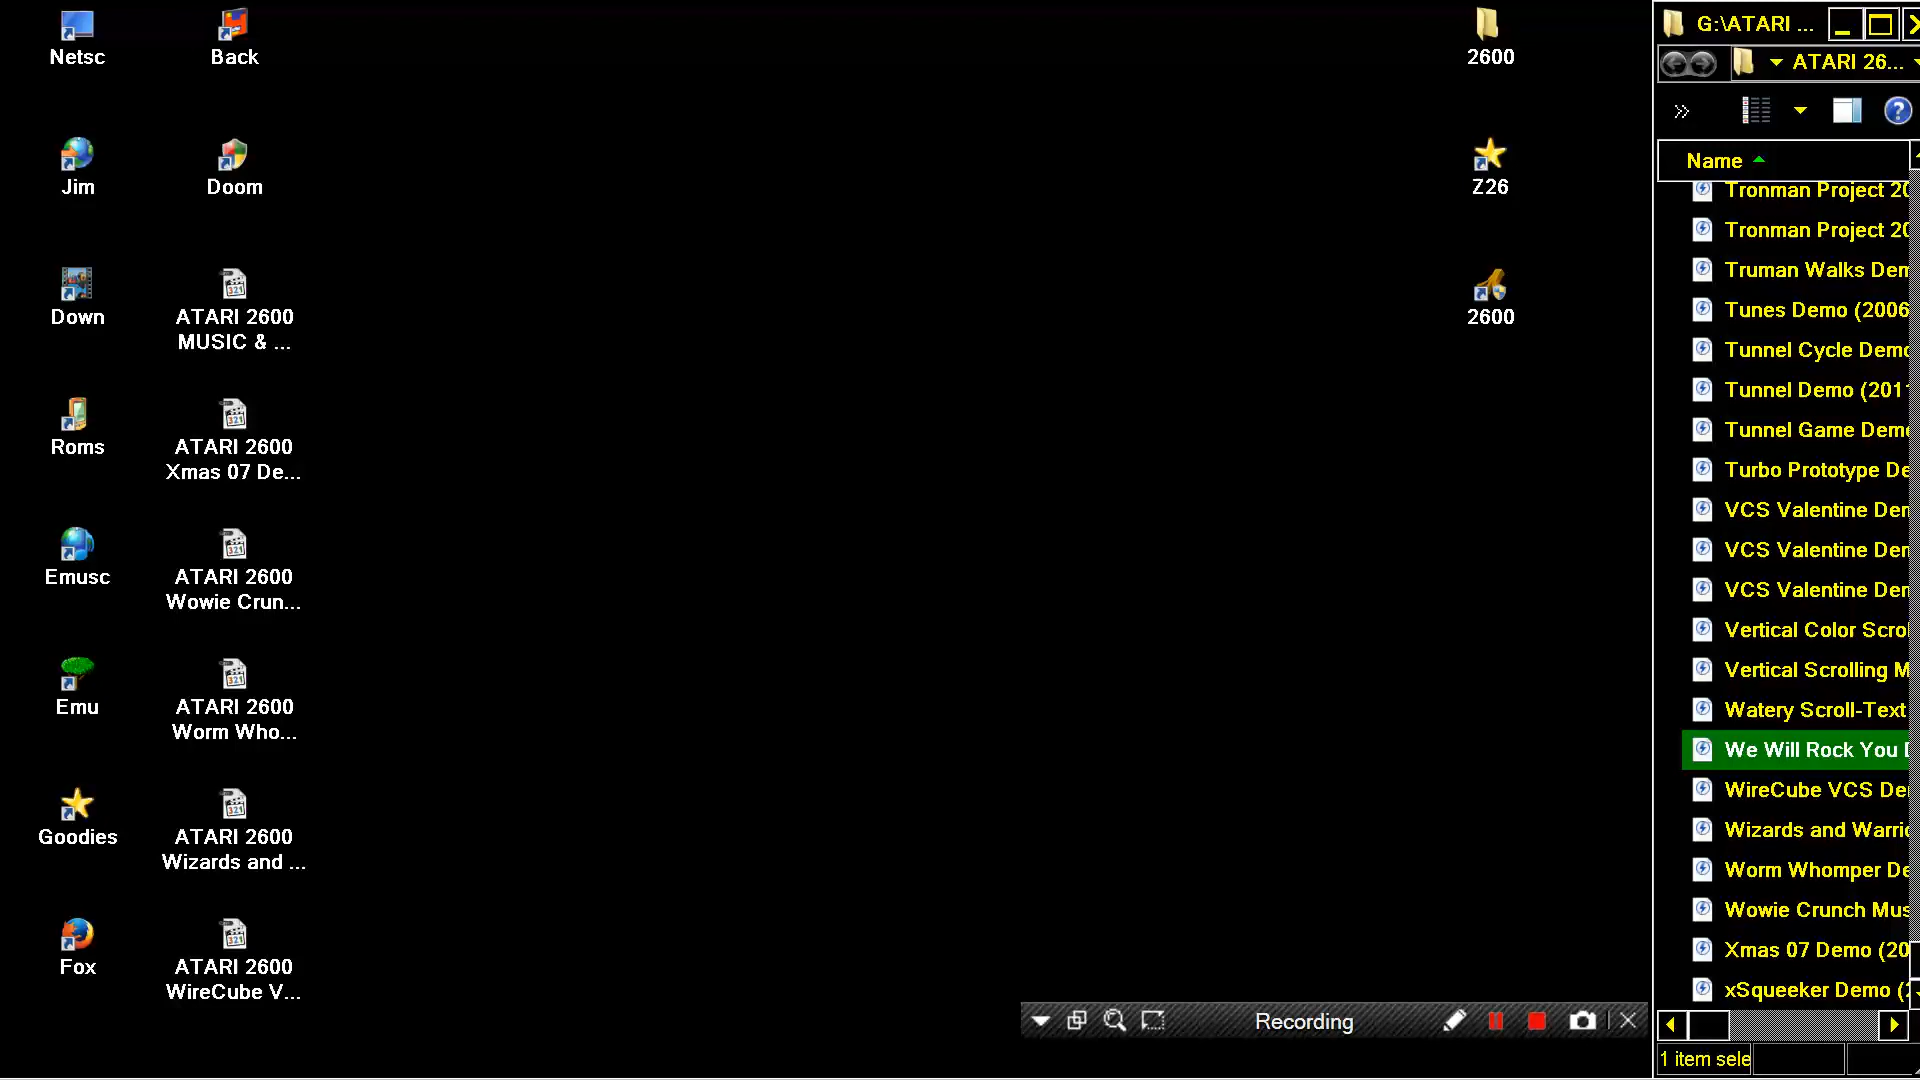 Netsc
Back
Jim
Doom
Down
ATARI 2600
MUSIC & ...
Roms
ATARI 2600
Xmas 07 De...
Emusc
ATARI 2600
Wowie Crun...
Emu
ATARI 2600
Worm Who...
Goodies
ATARI 2600
Wizards and ...
Fox
ATARI 2600
WireCube V...
2600
Z26
2600
Recording
G:\ATARI ...
ATARI 26...
Name
Tronman Project 20
Tronman Project 20
Truman Walks Dem
Tunes Demo (2006
Tunnel Cycle Demo
Tunnel Demo (201
Tunnel Game Demo
Turbo Prototype De
VCS Valentine Dem
VCS Valentine Dem
VCS Valentine Dem
Vertical Color Scrol
Vertical Scrolling M
Watery Scroll-Text
We Will Rock You D
WireCube VCS De
Wizards and Warrio
Worm Whomper De
Wowie Crunch Mus
Xmas 07 Demo (20
xSqueeker Demo (2
1 item sele